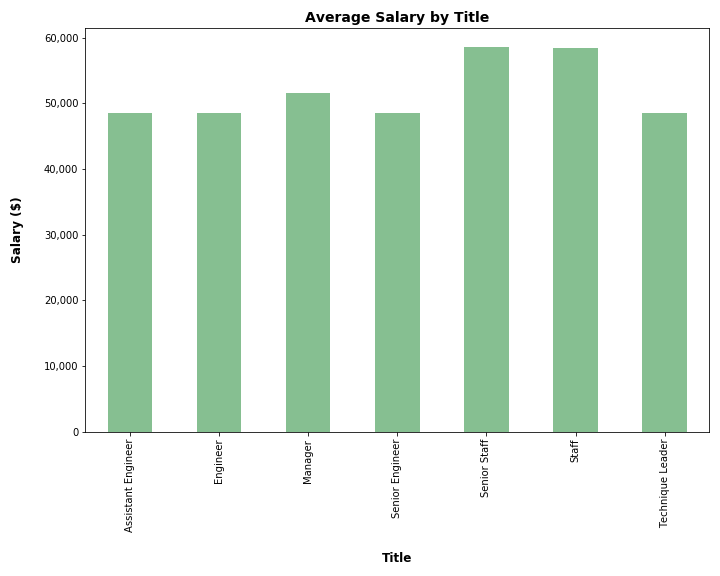 Average Salary by Title
Salary ($)
60,000
50,000
40,000
30,000
20,000
10,000
0
Assistant Engineer
Engineer
Manager
Senior Engineer
Senior Staff
Staff
Technique Leader
Title